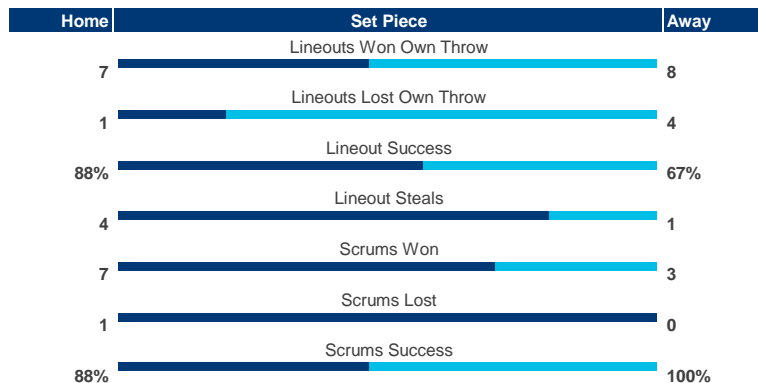 Home Set Piece Away
Lineouts Won Own Throw
7 8
Lineouts Lost Own Throw
1 4
Lineout Success
88% 67%
Lineout Steals
4 1
Scrums Won
7 3
Scrums Lost
1 0
Scrums Success
88% 100%